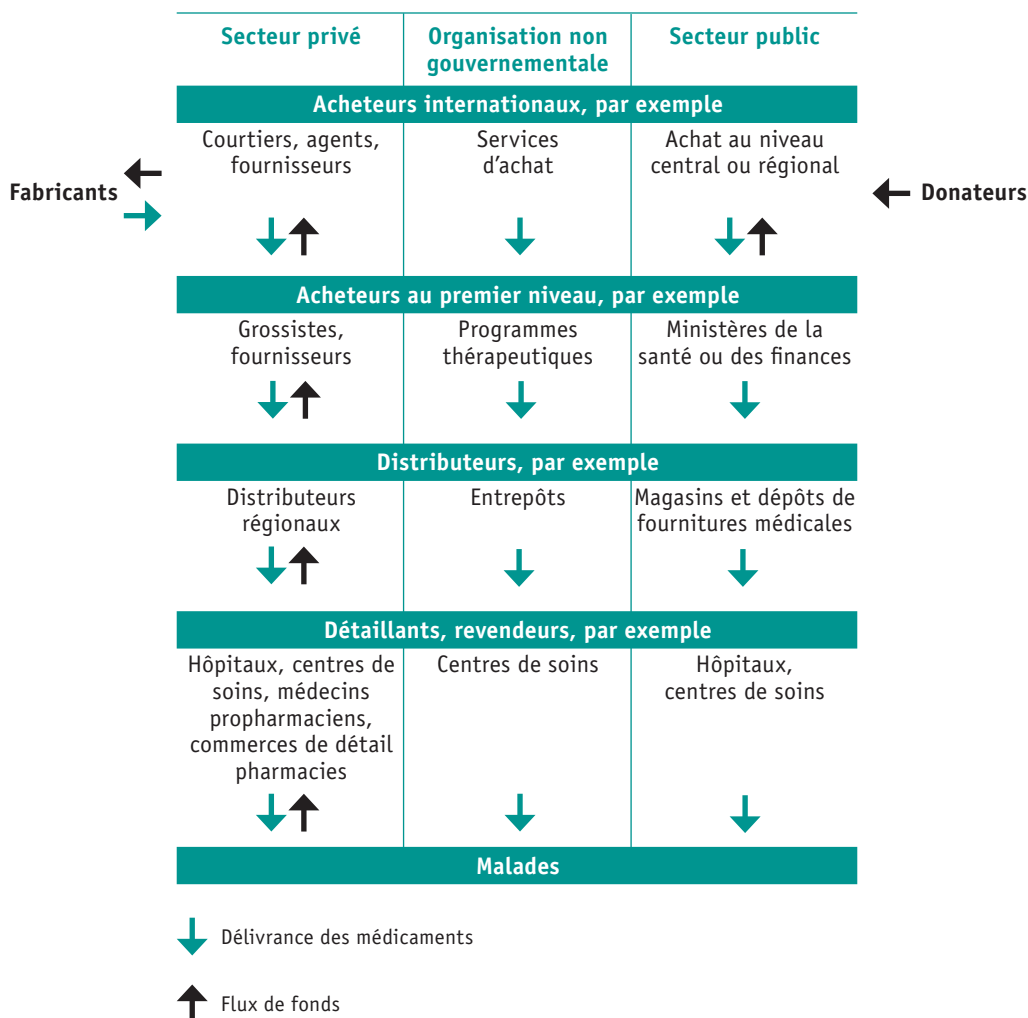 Secteur privé
Organisation non
gouvernementale
Secteur public
Acheteurs internationaux, par exemple
Courtiers, agents,
fournisseurs
Services
d'achat
Achat au niveau
central ou régional
Fabricants
Donateurs
Acheteurs au premier niveau, par exemple
Grossistes,
fournisseurs
Programmes
thérapeutiques
Ministères de la
santé ou des finances
Distributeurs, par exemple
Distributeurs
régionaux
Entrepôts
Magasins et dépôts de
fournitures médicales
Détaillants, revendeurs, par exemple
Hôpitaux, centres de
soins, médecins
propharmaciens,
commerces de détail
pharmacies
Centres de soins
Hôpitaux,
centres de soins
Malades
Délivrance des médicaments
Flux de fonds